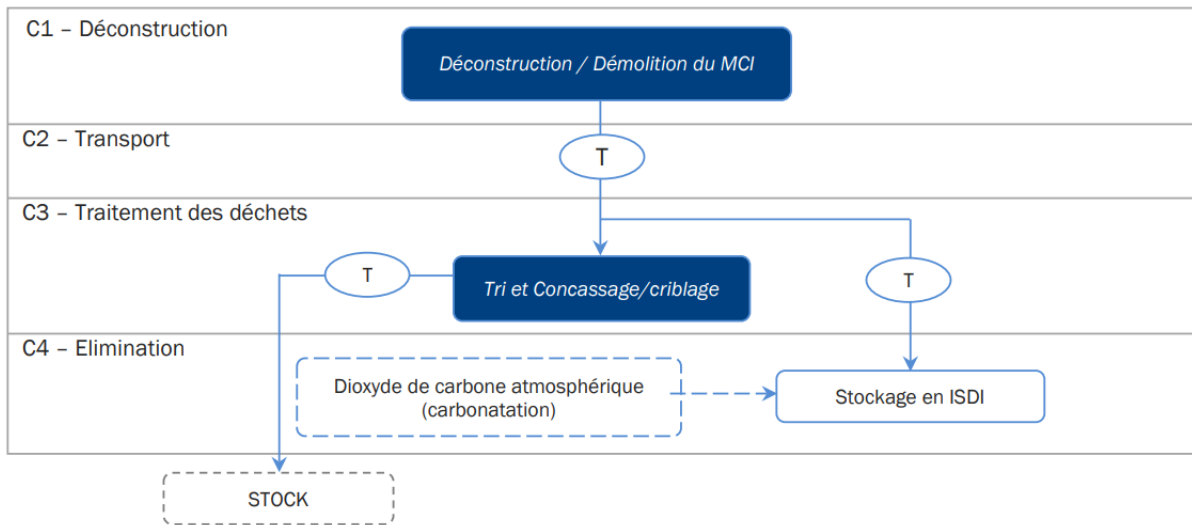 C1 – Déconstruction
Déconstruction / Démolition du MCI
C2 – Transport
T
C3 – Traitement des déchets
T
Tri et Concassage/criblage
T
C4 – Elimination
Dioxyde de carbone atmosphérique
(carbonatation)
Stockage en ISDI
STOCK